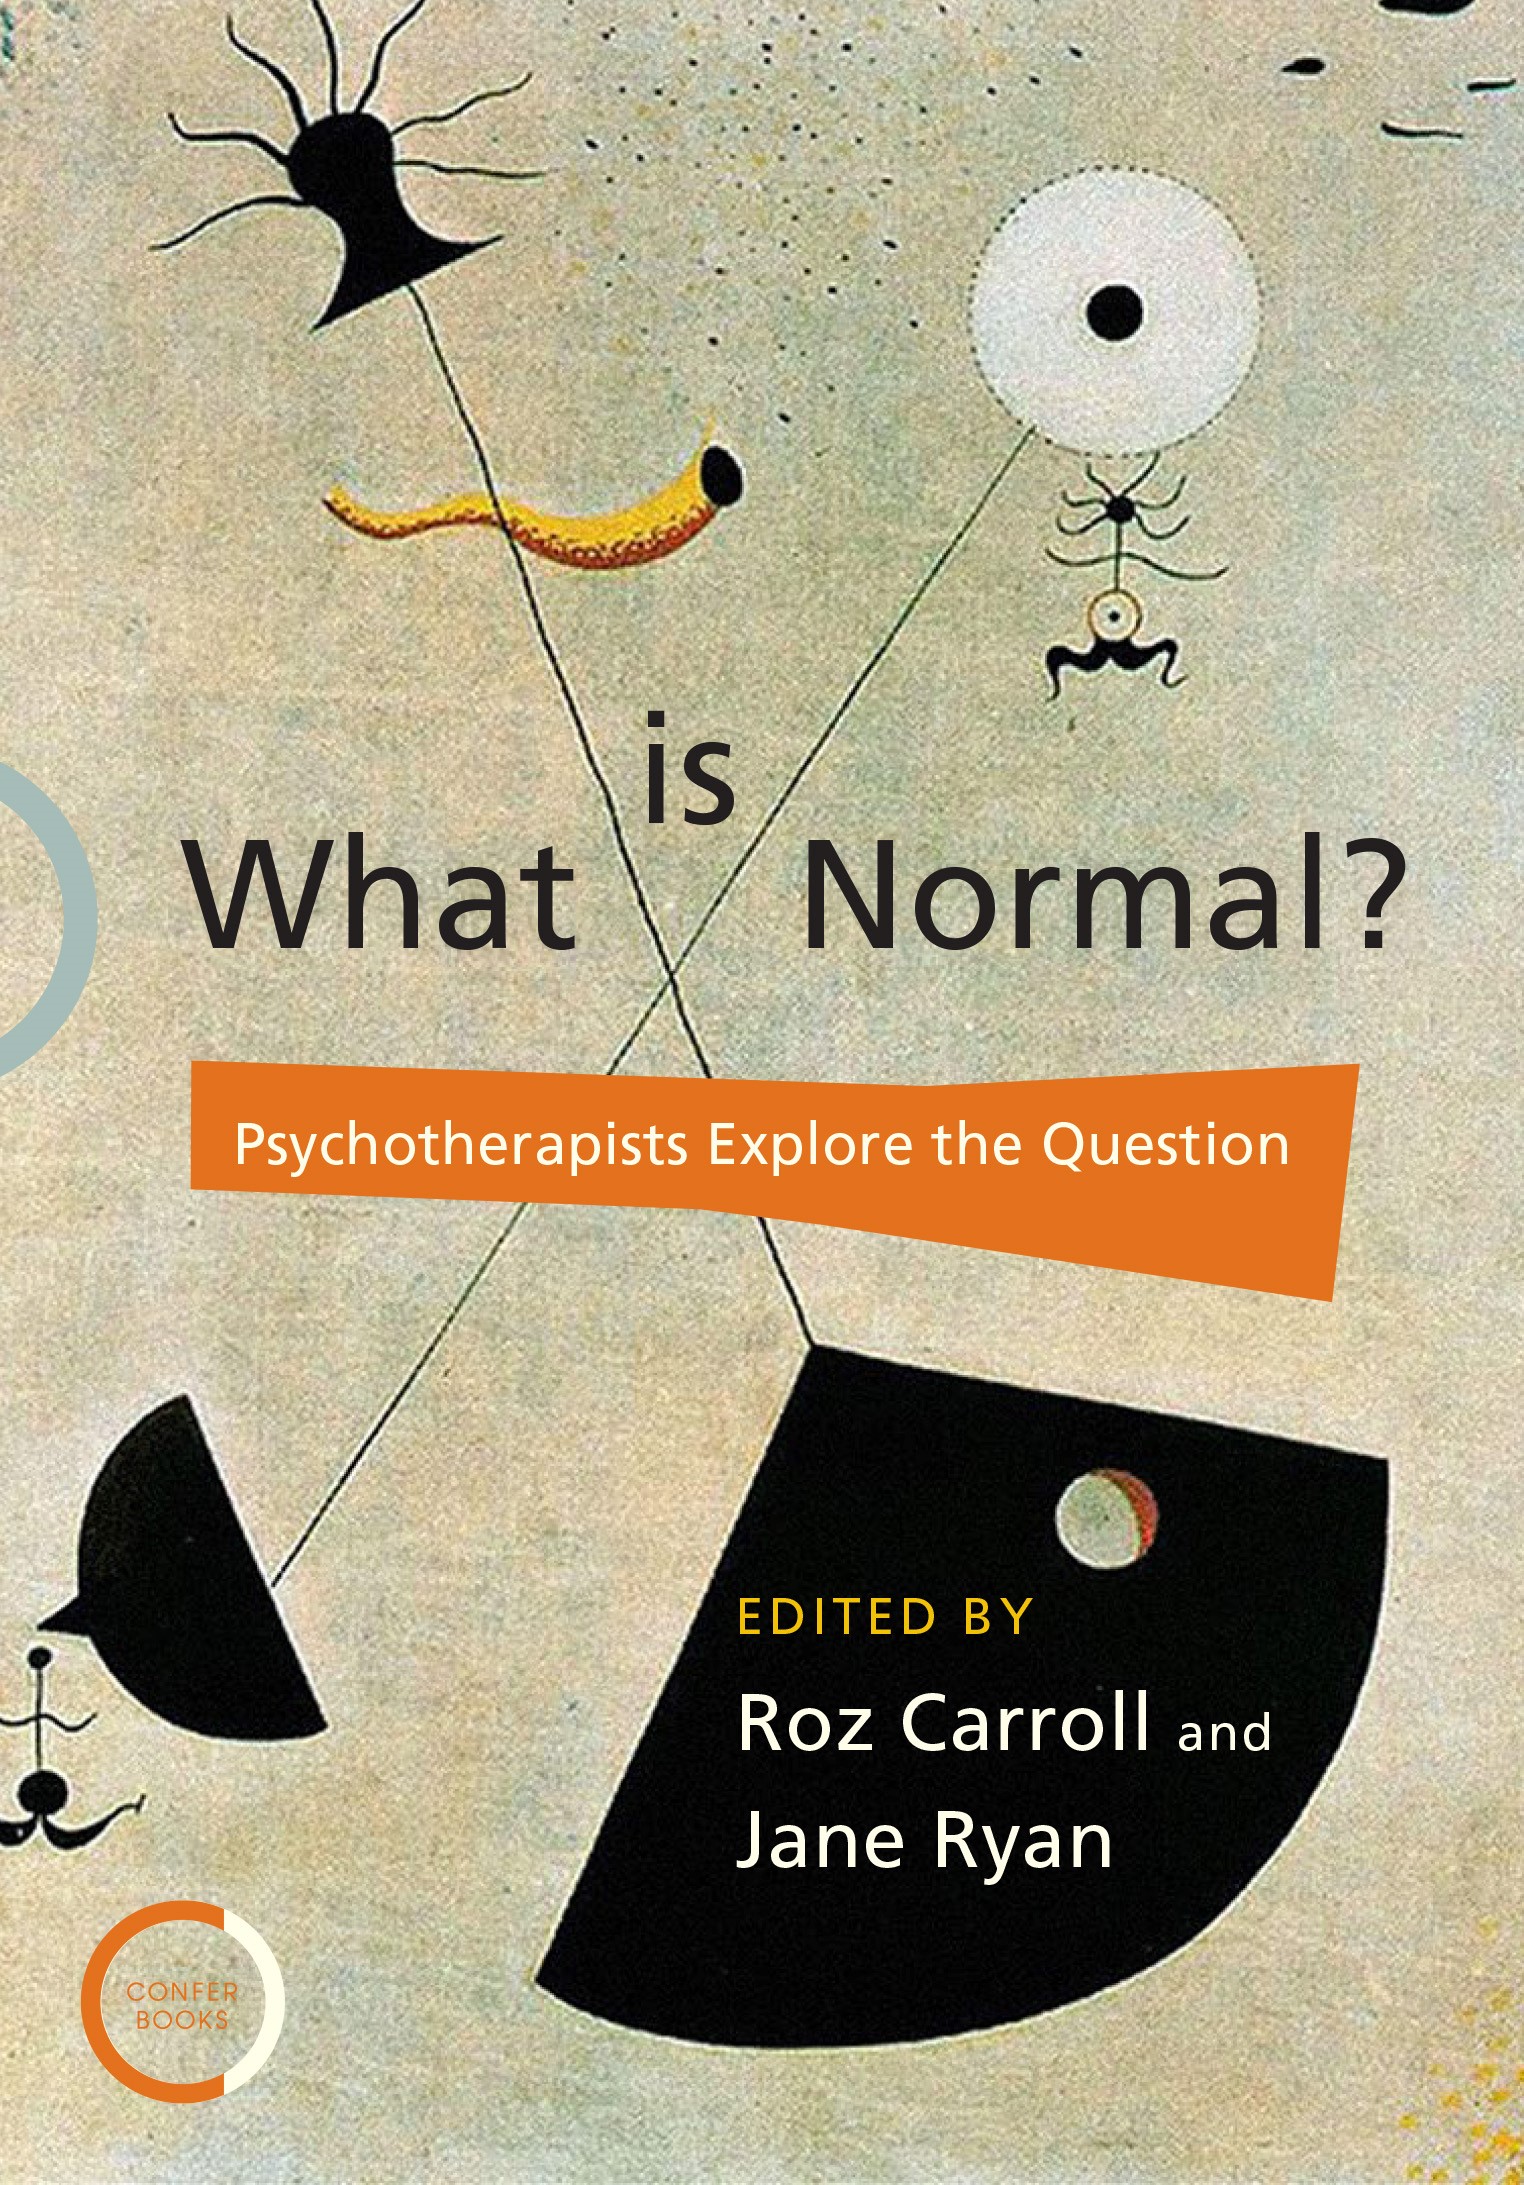 What is Normal?
Psychotherapists Explore the Question
EDITED BY
Roz Carroll and
Jane Ryan
CONFER
BOOKS